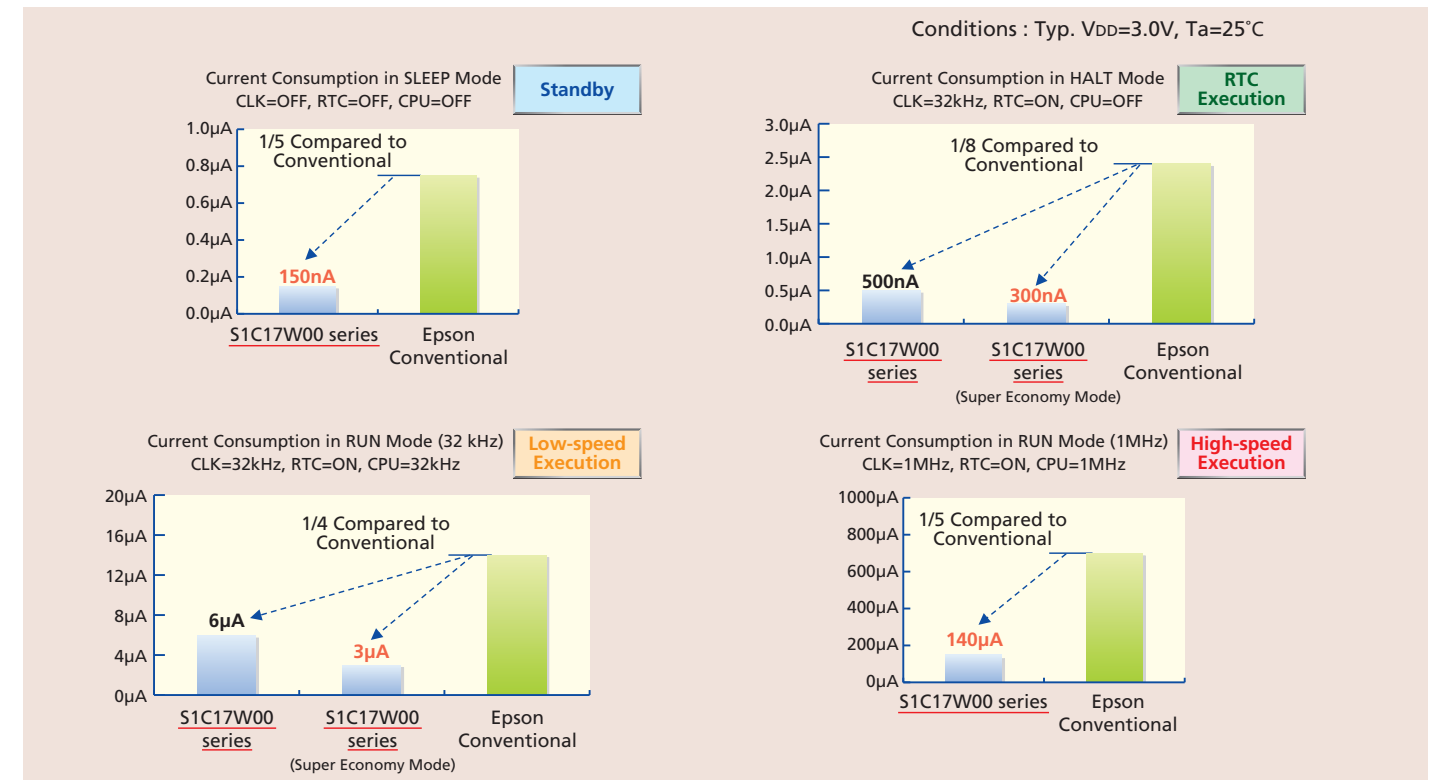 Conditions : Typ. VDD=3.0V, Ta=25˚C
Current Consumption in SLEEP Mode
CLK=OFF, RTC=OFF, CPU=OFF
Standby
1.0µA
0.8µA
0.6µA
0.4µA
0.2µA
0.0µA
1/5 Compared to
Conventional
150nA
S1C17W00 series
Epson
Conventional
Current Consumption in HALT Mode
CLK=32kHz, RTC=ON, CPU=OFF
RTC
Execution
3.0µA
2.5µA
2.0µA
1.5µA
1.0µA
0.5µA
0.0µA
1/8 Compared to
Conventional
500nA
300nA
S1C17W00
series
S1C17W00
series
(Super Economy Mode)
Epson
Conventional
Current Consumption in RUN Mode (32 kHz)
CLK=32kHz, RTC=ON, CPU=32kHz
Low-speed
Execution
20µA
16µA
12µA
8µA
4µA
0µA
1/4 Compared to
Conventional
6µA
3µA
S1C17W00
series
S1C17W00
series
(Super Economy Mode)
Epson
Conventional
Current Consumption in RUN Mode (1MHz)
CLK=1MHz, RTC=ON, CPU=1MHz
High-speed
Execution
1000µA
800µA
600µA
400µA
200µA
0µA
1/5 Compared to
Conventional
140µA
S1C17W00 series
Epson
Conventional